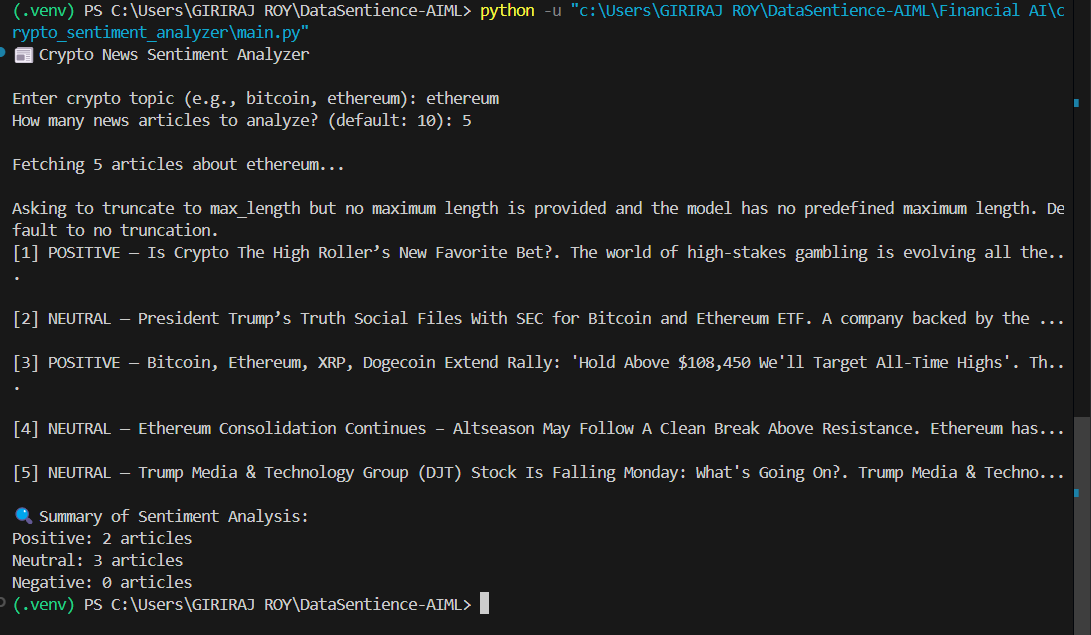 (.venv) PS C:\Users\GIRIRAJ ROY\DataSentience-AIML> python -u "c:\Users\GIRIRAJ ROY\DataSentience-AIML\Financial AI\c
rypto_sentiment_analyzer\main.py"
📰 Crypto News Sentiment Analyzer
Enter crypto topic (e.g., bitcoin, ethereum): ethereum
How many news articles to analyze? (default: 10): 5
Fetching 5 articles about ethereum...
Asking to truncate to max_length but no maximum length is provided and the model has no predefined maximum length. De
fault to no truncation.
[1] POSITIVE — Is Crypto The High Roller’s New Favorite Bet?. The world of high-stakes gambling is evolving all the..
.
[2] NEUTRAL — President Trump’s Truth Social Files With SEC for Bitcoin and Ethereum ETF. A company backed by the ...
[3] POSITIVE — Bitcoin, Ethereum, XRP, Dogecoin Extend Rally: 'Hold Above $108,450 We'll Target All-Time Highs'. Th..
.
[4] NEUTRAL — Ethereum Consolidation Continues – Altseason May Follow A Clean Break Above Resistance. Ethereum has...
[5] NEUTRAL — Trump Media & Technology Group (DJT) Stock Is Falling Monday: What's Going On?. Trump Media & Techno...
🔍 Summary of Sentiment Analysis:
Positive: 2 articles
Neutral: 3 articles
Negative: 0 articles
(.venv) PS C:\Users\GIRIRAJ ROY\DataSentience-AIML>